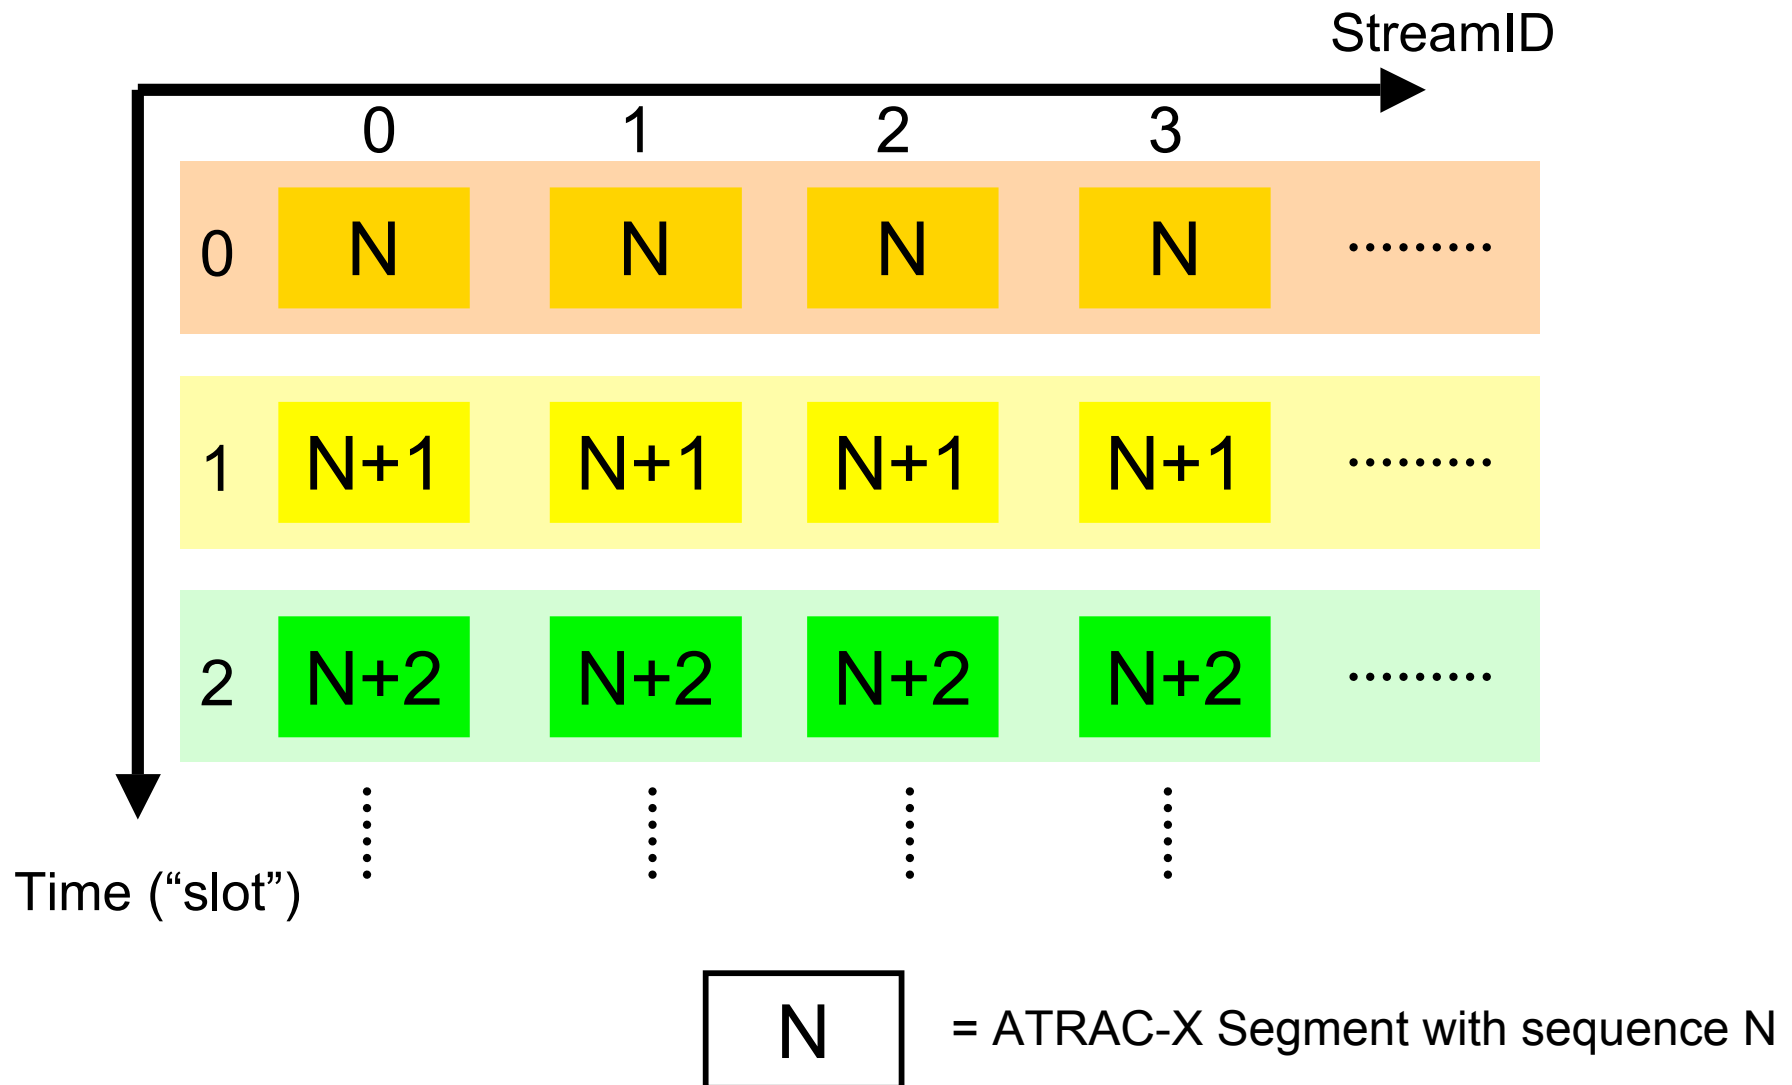 StreamID
0 1 2 3
0 N N N N .........
1 N+1 N+1 N+1 N+1 .........
2 N+2 N+2 N+2 N+2 .........
Time (“slot”)
N = ATRAC-X Segment with sequence N